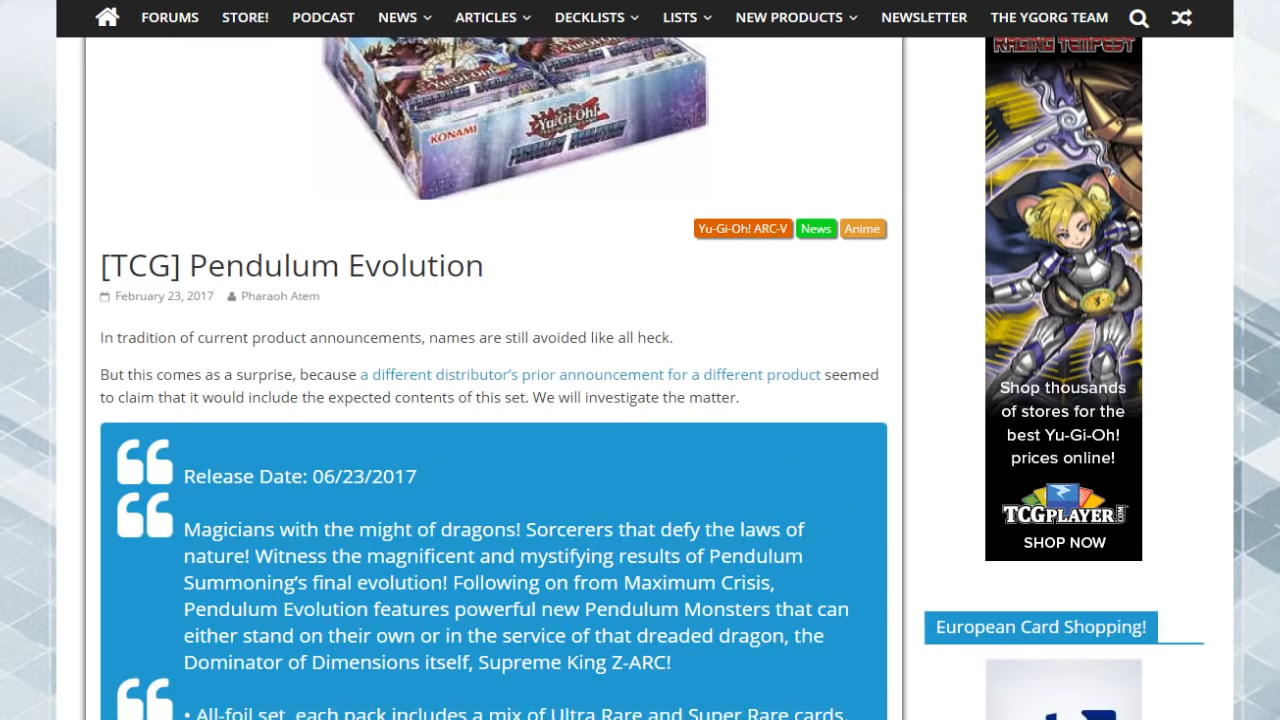 FORUMS STORE! PODCAST NEWS ARTICLES DECKLISTS LISTS NEW PRODUCTS NEWSLETTER THE YGORG TEAM
RAGING TEMPEST
Yu-Gi-Oh!
KONAMI
Yu-Gi-Oh!
Yu-Gi-Oh! ARC-V News Anime
[TCG] Pendulum Evolution
February 23, 2017 Pharaoh Atem
In tradition of current product announcements, names are still avoided like all heck.
But this comes as a surprise, because a different distributor’s prior announcement for a different product seemed
to claim that it would include the expected contents of this set. We will investigate the matter.
Release Date: 06/23/2017
Magicians with the might of dragons! Sorcerers that defy the laws of
nature! Witness the magnificent and mystifying results of Pendulum
Summoning’s final evolution! Following on from Maximum Crisis,
Pendulum Evolution features powerful new Pendulum Monsters that can
either stand on their own or in the service of that dreaded dragon, the
Dominator of Dimensions itself, Supreme King Z-ARC!
• All-foil set, each pack includes a mix of Ultra Rare and Super Rare cards.
Shop thousands
of stores for the
best Yu-Gi-Oh!
prices online!
TCGPLAYER.COM
SHOP NOW
European Card Shopping!